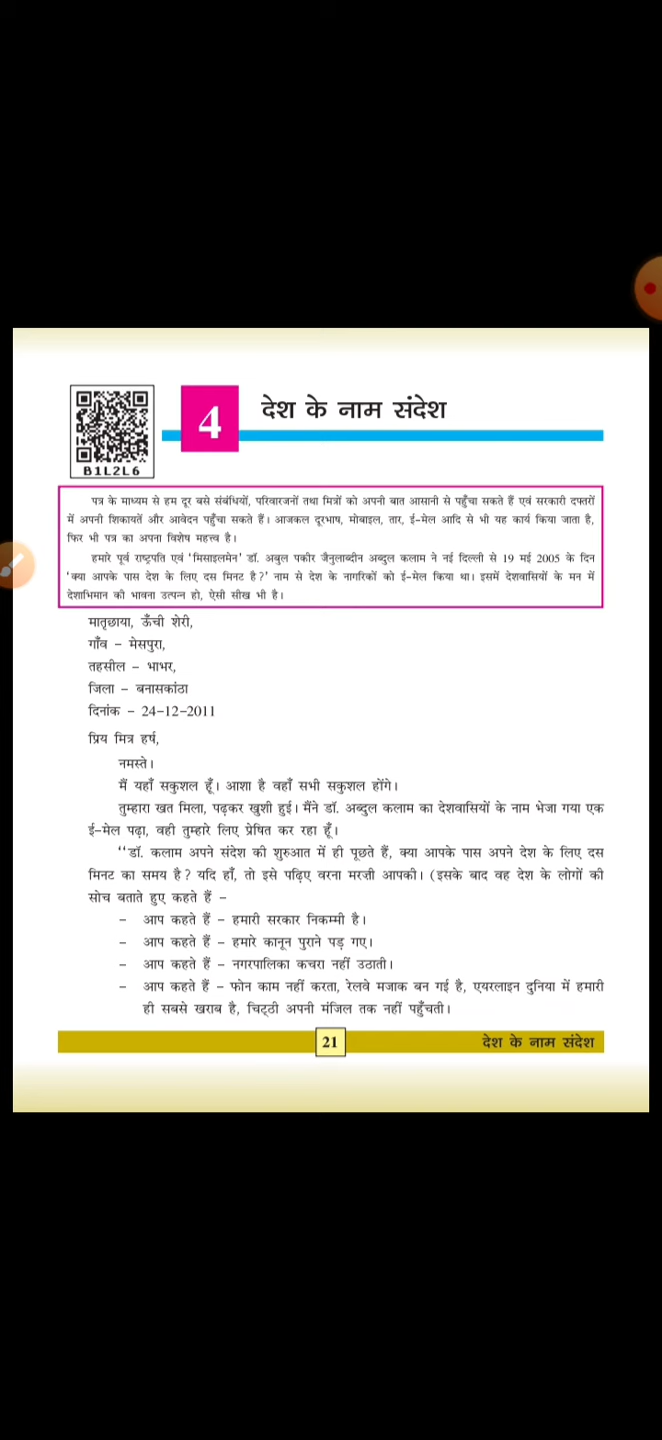 B1L2L6
4
देश के नाम संदेश
पत्र के माध्यम से हम दूर बसे संबंधियों, परिवारजनों तथा मित्रों को अपनी बात आसानी से पहुँचा सकते हैं एवं सरकारी दफ्तरों
में अपनी शिकायतें और आवेदन पहुँचा सकते हैं। आजकल दूरभाष, मोबाइल, तार, ई-मेल आदि से भी यह कार्य किया जाता है,
फिर भी पत्र का अपना विशेष महत्त्व है।
हमारे पूर्व राष्ट्रपति एवं ‘मिसाइलमेन’ डॉ. अबुल पकीर जैनुलाब्दीन अब्दुल कलाम ने नई दिल्ली से 19 मई 2005 के दिन
‘क्या आपके पास देश के लिए दस मिनट है?’ नाम से देश के नागरिकों को ई-मेल किया था। इसमें देशवासियों के मन में
देशाभिमान की भावना उत्पन्न हो, ऐसी सीख भी है।
मातृछाया, ऊँची शेरी,
गाँव - मेसपुरा,
तहसील - भाभर,
जिला - बनासकांठा
दिनांक - 24-12-2011
प्रिय मित्र हर्ष,
नमस्ते।
मैं यहाँ सकुशल हूँ। आशा है वहाँ सभी सकुशल होंगे।
तुम्हारा खत मिला, पढ़कर खुशी हुई। मैंने डॉ. अब्दुल कलाम का देशवासियों के नाम भेजा गया एक
ई-मेल पढ़ा, वही तुम्हारे लिए प्रेषित कर रहा हूँ।
‘‘डॉ. कलाम अपने संदेश की शुरुआत में ही पूछते हैं, क्या आपके पास अपने देश के लिए दस
मिनट का समय है? यदि हाँ, तो इसे पढ़िए वरना मरज़ी आपकी। (इसके बाद वह देश के लोगों की
सोच बताते हुए कहते हैं -
- आप कहते हैं - हमारी सरकार निकम्मी है।
- आप कहते हैं - हमारे कानून पुराने पड़ गए।
- आप कहते हैं - नगरपालिका कचरा नहीं उठाती।
- आप कहते हैं - फोन काम नहीं करता, रेलवे मजाक बन गई है, एयरलाइन दुनिया में हमारी
ही सबसे खराब है, चिट्ठी अपनी मंजिल तक नहीं पहुँचती।
21
देश के नाम संदेश